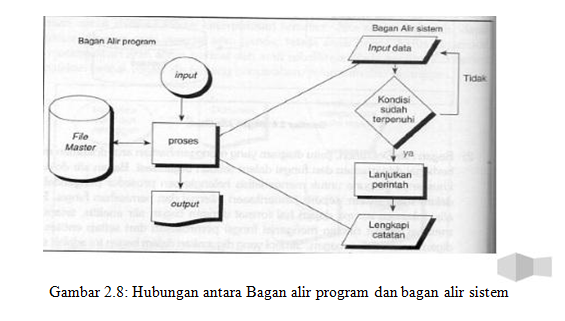 Bagan Alir program
Bagan Alir sistem
input
File
Master
proses
output
Input data
Tidak
Kondisi
sudah
terpenuhi
ya
Lanjutkan
perintah
Lengkapi
catatan
Gambar 2.8: Hubungan antara Bagan alir program dan bagan alir sistem